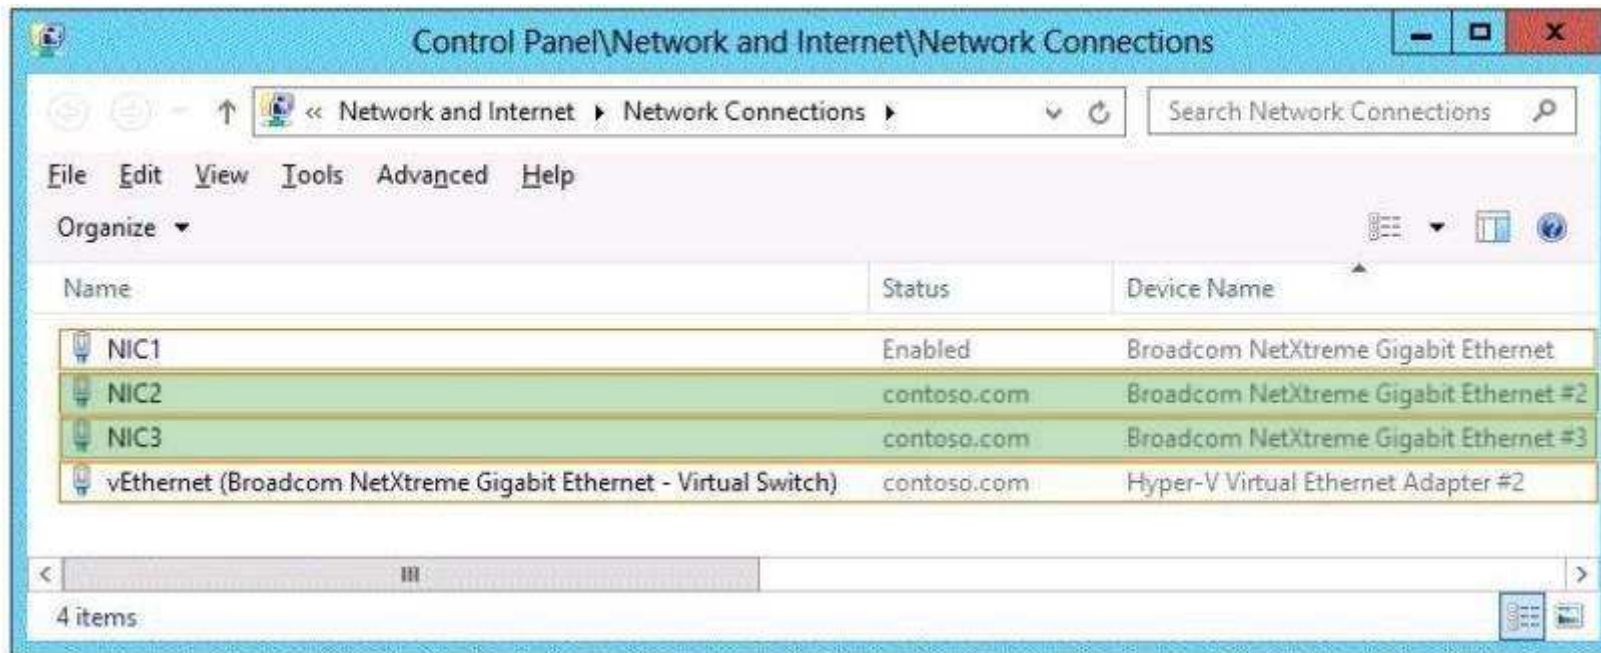 Control Panel\Network and Internet\Network Connections
« Network and Internet Network Connections Search Network Connections
File Edit View Tools Advanced Help
Organize
Name Status Device Name
NIC1 Enabled Broadcom NetXtreme Gigabit Ethernet
NIC2 contoso.com Broadcom NetXtreme Gigabit Ethernet #2
NIC3 contoso.com Broadcom NetXtreme Gigabit Ethernet #3
vEthernet (Broadcom NetXtreme Gigabit Ethernet - Virtual Switch) contoso.com Hyper-V Virtual Ethernet Adapter #2
4 items